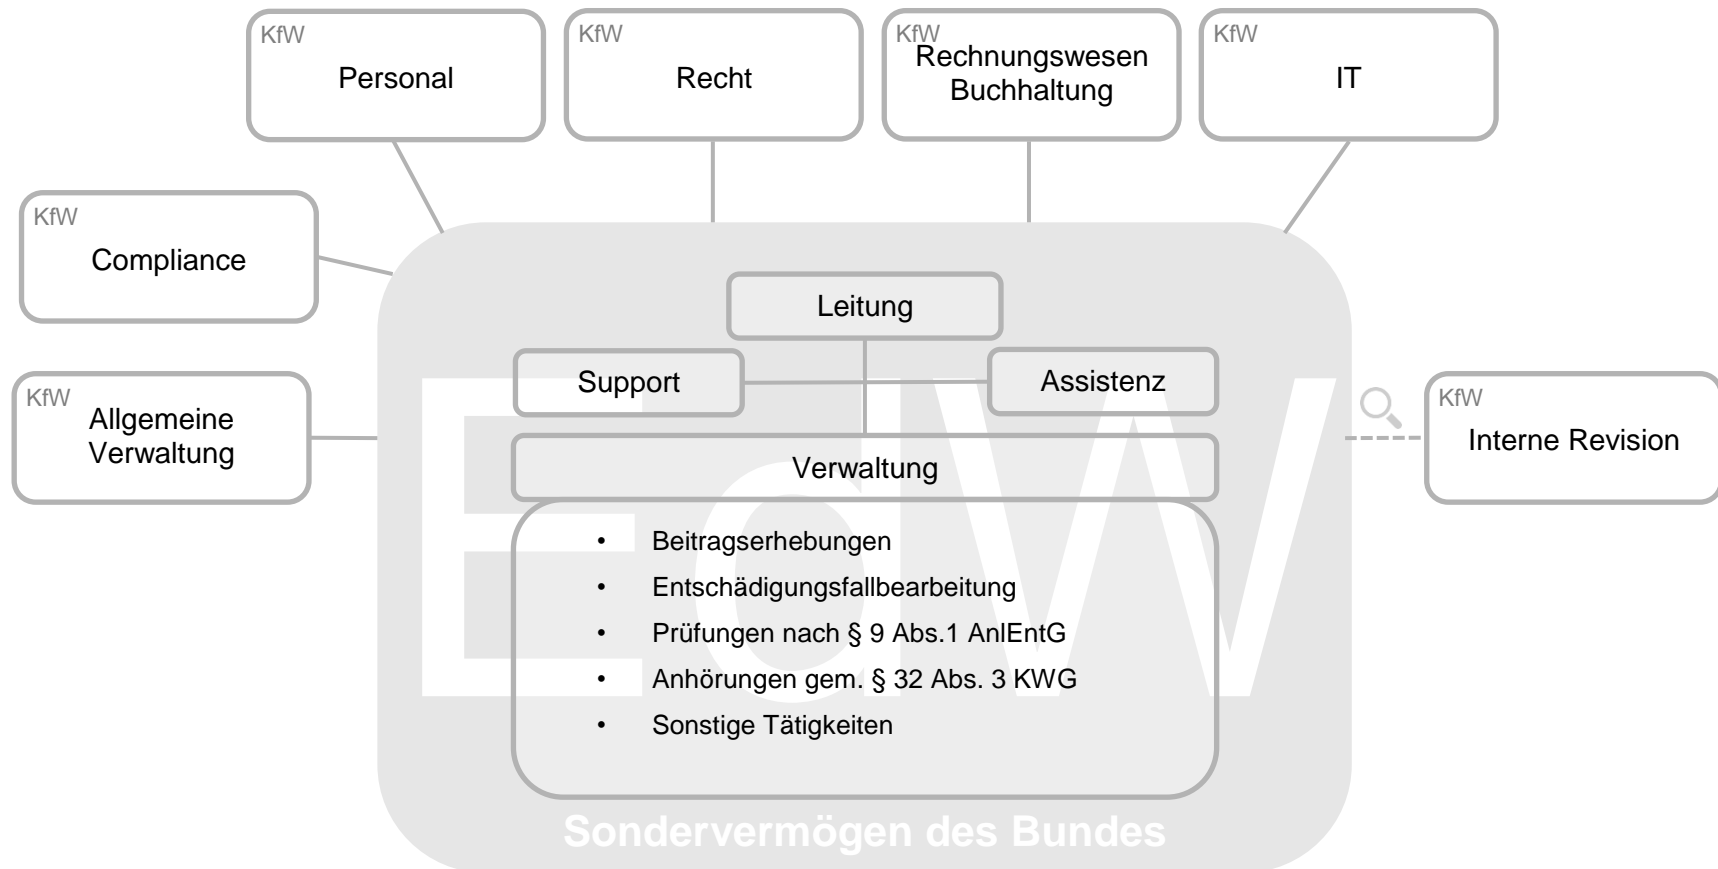 KfW
Personal
KfW
Recht
KfW
Rechnungswesen
Buchhaltung
KfW
IT
KfW
Compliance
Leitung
Support
Assistenz
KfW
Allgemeine
Verwaltung
KfW
Interne Revision
EdW
Verwaltung
• Beitragserhebungen
• Entschädigungsfallbearbeitung
• Prüfungen nach § 9 Abs.1 AnlEntG
• Anhörungen gem. § 32 Abs. 3 KWG
• Sonstige Tätigkeiten
Sondervermögen des Bundes